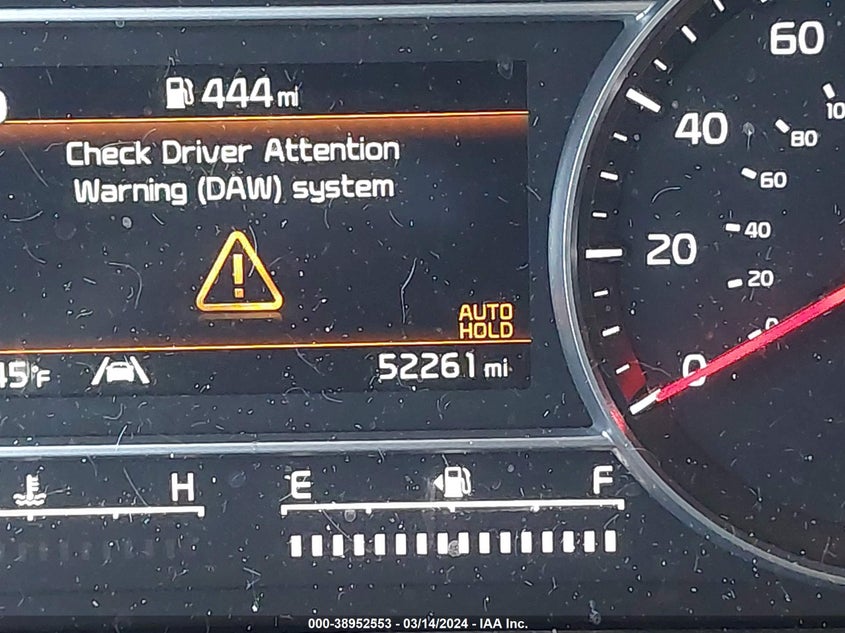 444 mi
Check Driver Attention
Warning (DAW) system
AUTO
HOLD
45°F
52261 mi
H
E
F
60
40
20
0
80
60
40
20
0
000-38952553 - 03/14/2024 - IAA Inc.